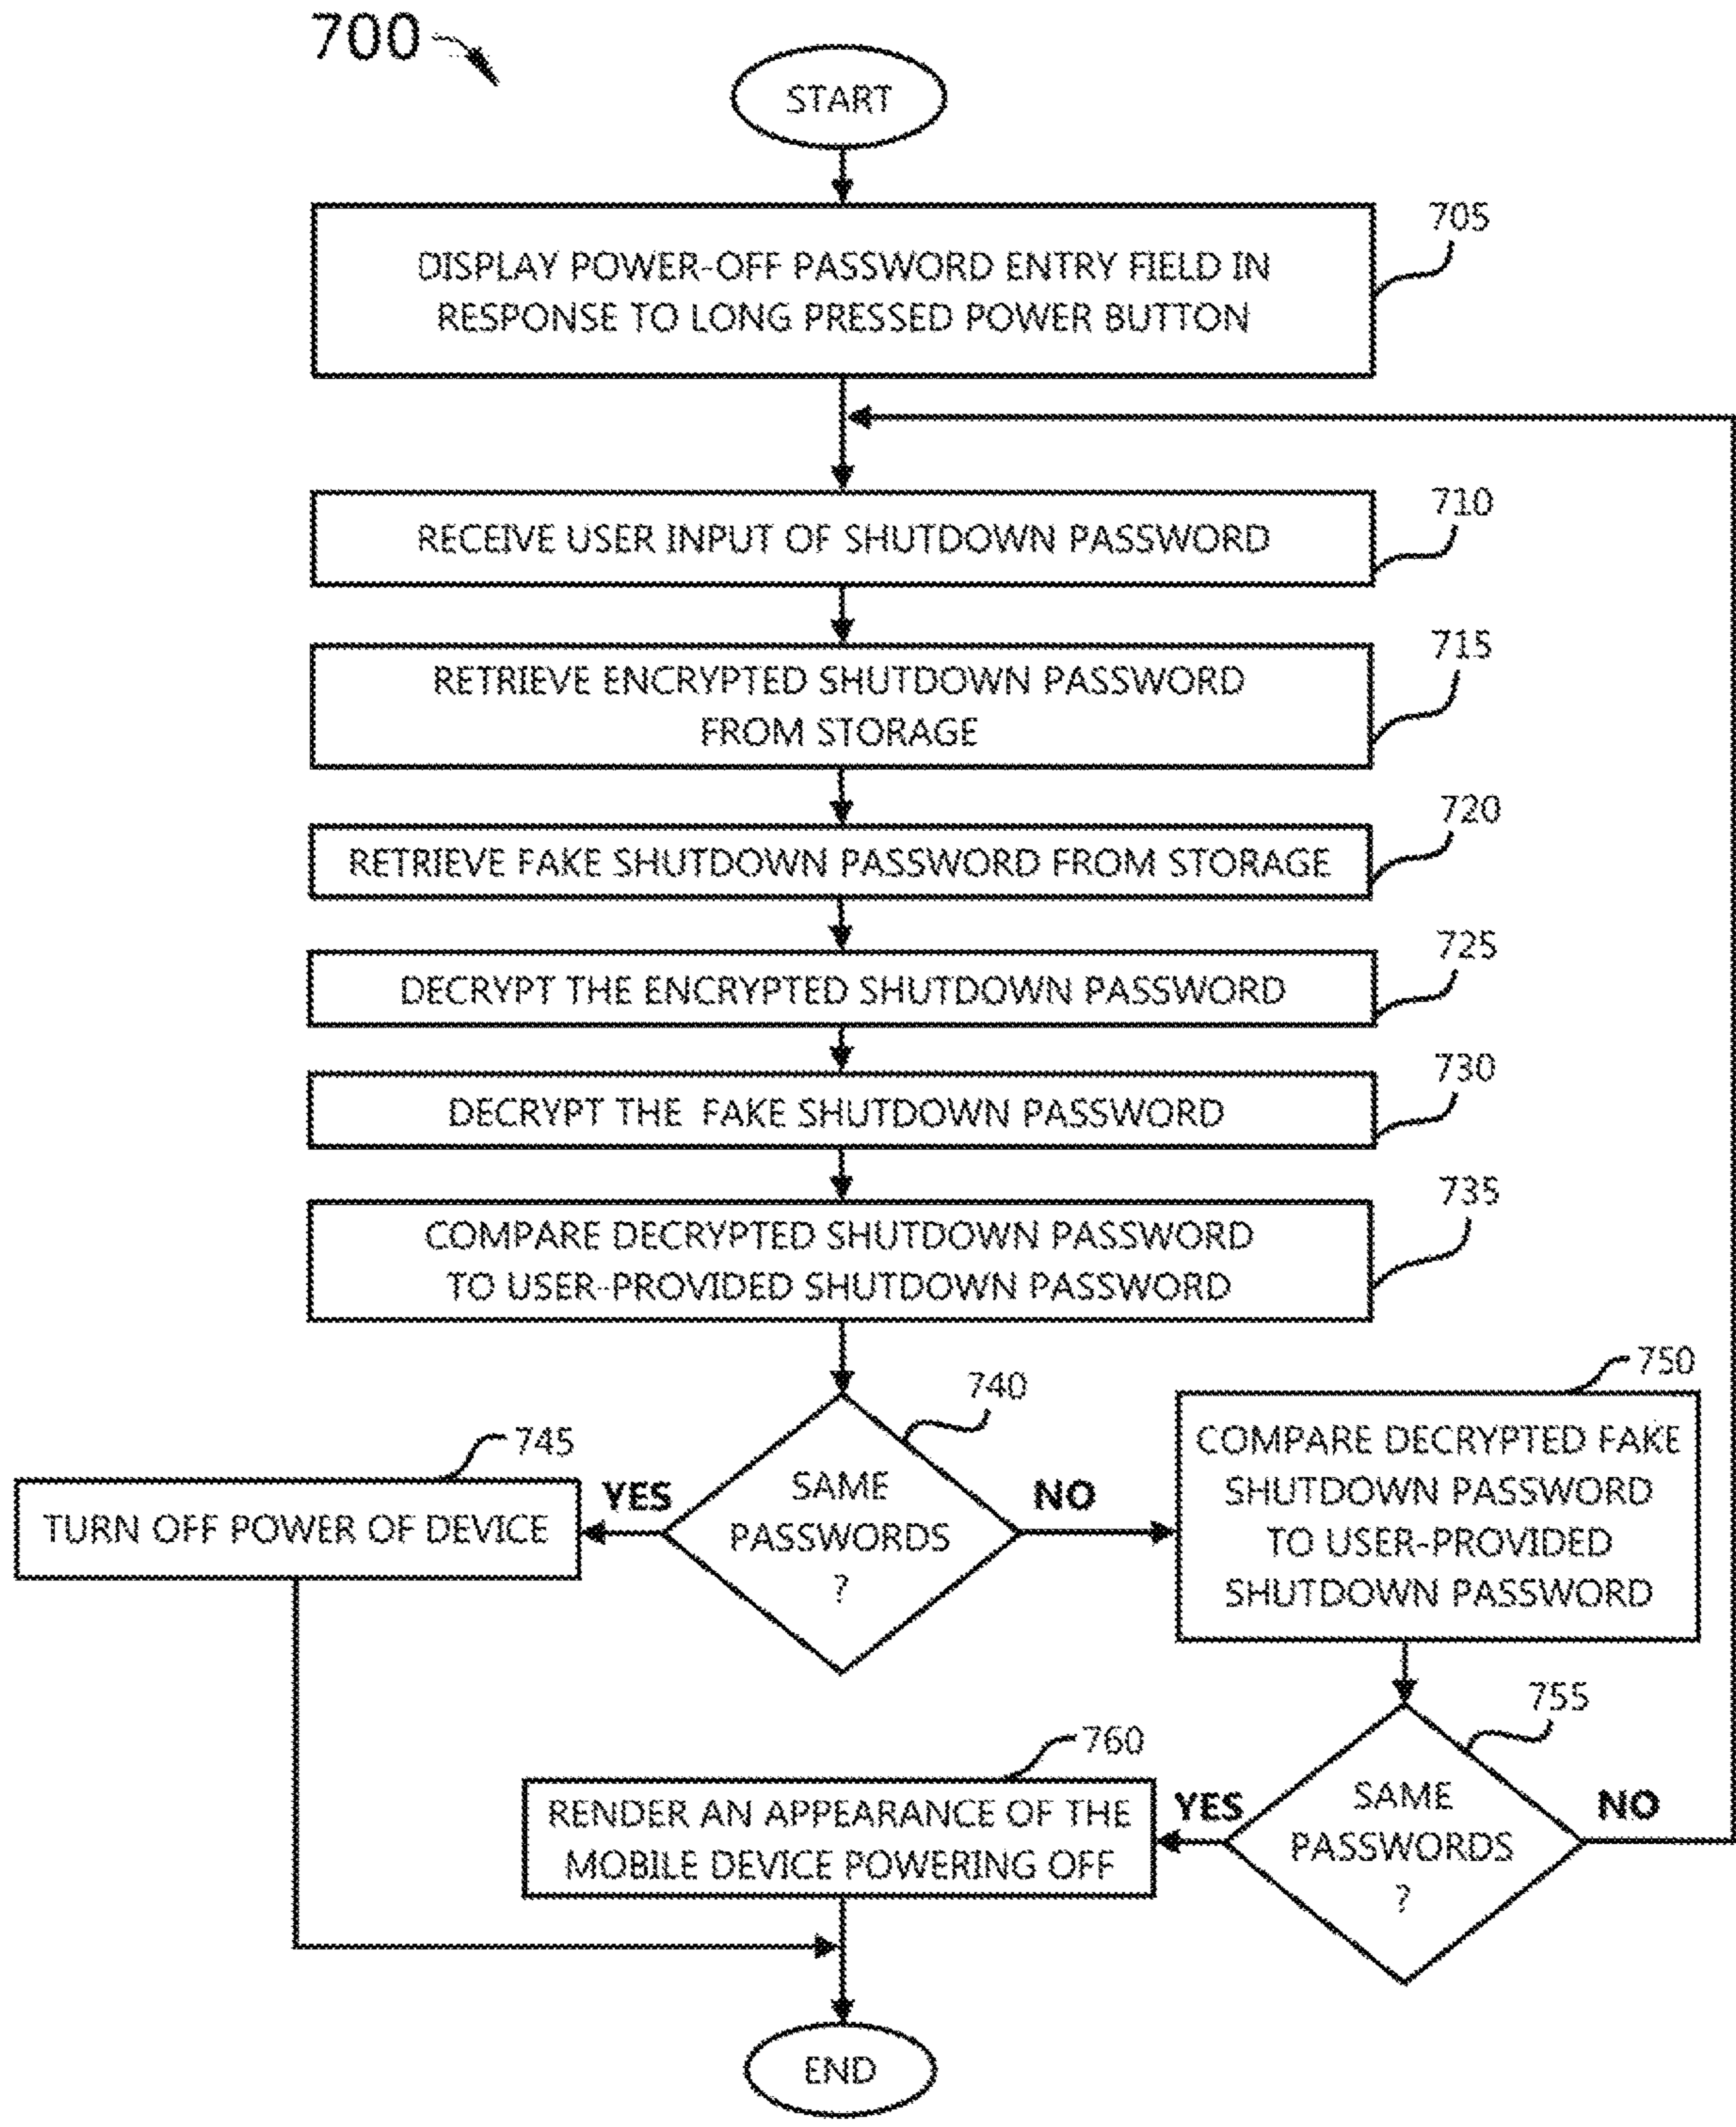 700
START
DISPLAY POWER-OFF PASSWORD ENTRY FIELD IN
RESPONSE TO LONG PRESSED POWER BUTTON
705
RECEIVE USER INPUT OF SHUTDOWN PASSWORD
710
RETRIEVE ENCRYPTED SHUTDOWN PASSWORD
FROM STORAGE
715
RETRIEVE FAKE SHUTDOWN PASSWORD FROM STORAGE
720
DECRYPT THE ENCRYPTED SHUTDOWN PASSWORD
725
DECRYPT THE FAKE SHUTDOWN PASSWORD
730
COMPARE DECRYPTED SHUTDOWN PASSWORD
TO USER-PROVIDED SHUTDOWN PASSWORD
735
SAME
PASSWORDS
?
740
YES
NO
745
TURN OFF POWER OF DEVICE
750
COMPARE DECRYPTED FAKE
SHUTDOWN PASSWORD
TO USER-PROVIDED
SHUTDOWN PASSWORD
755
SAME
PASSWORDS
?
YES
NO
760
RENDER AN APPEARANCE OF THE
MOBILE DEVICE POWERING OFF
END